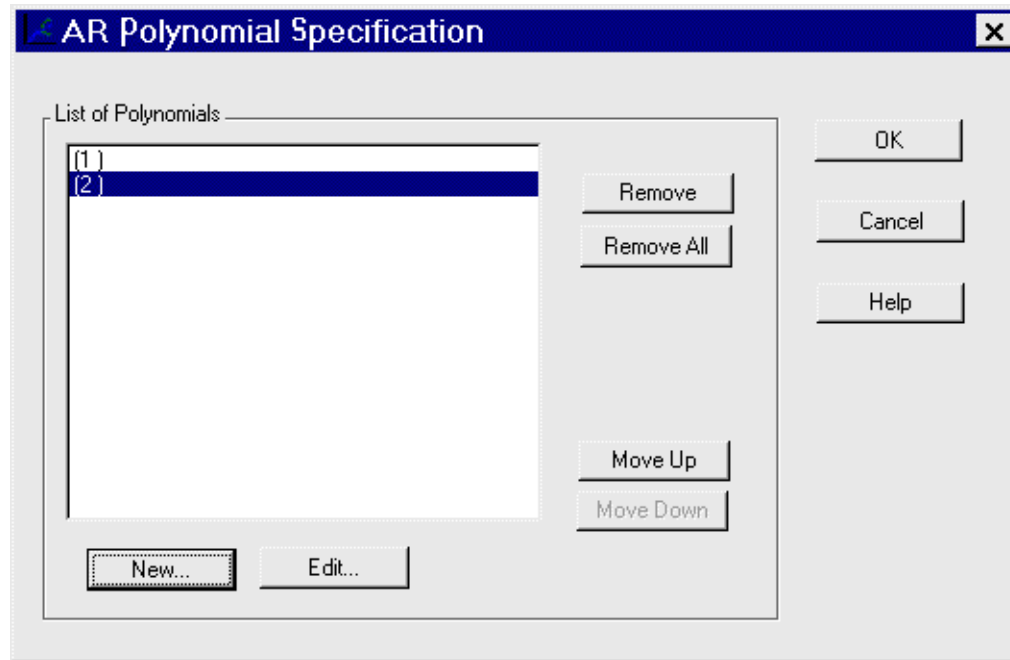 AR Polynomial Specification
List of Polynomials
(1 )
(2 )
Remove
Remove All
Move Up
Move Down
New...
Edit...
OK
Cancel
Help